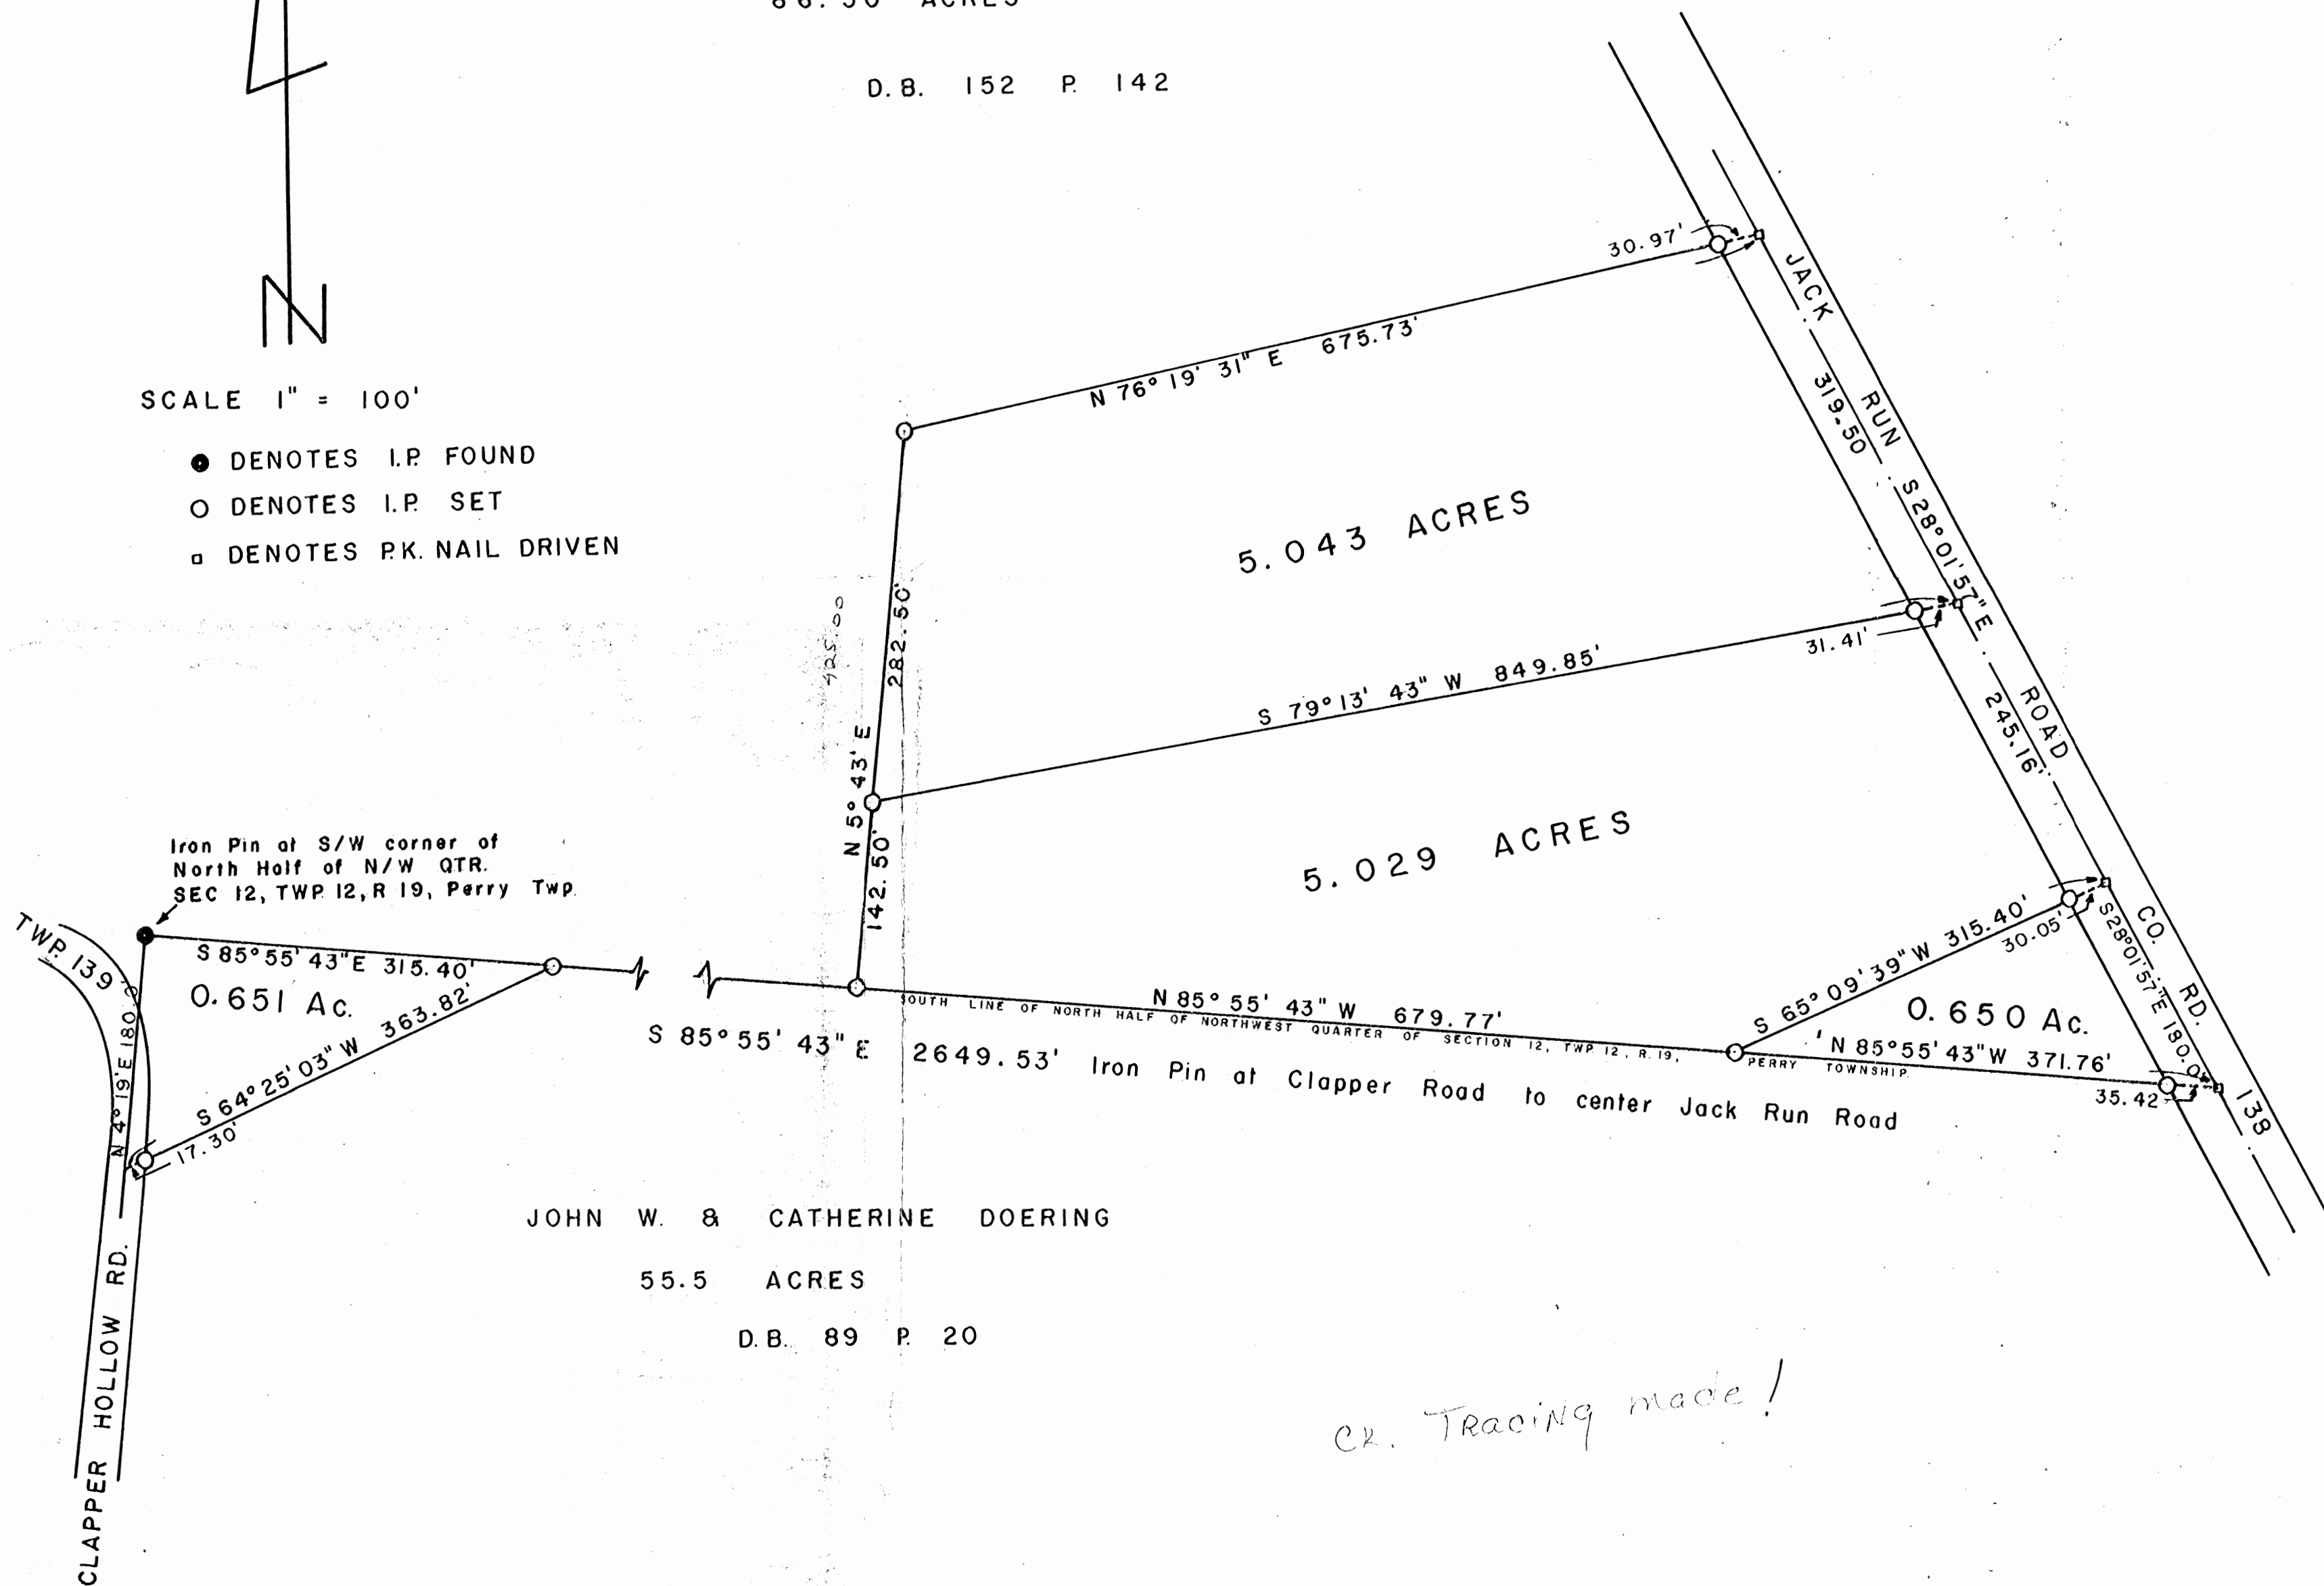 ACRES
D.B. 152 P. 142
N
SCALE 1" = 100'
DENOTES I.P. FOUND
DENOTES I.P. SET
DENOTES P.K. NAIL DRIVEN
30.97'
N 76° 19' 31" E 675.73'
JACK RUN ROAD CO. RD. 138
319.50
S 28° 01' 57" E
5.043 ACRES
282.50'
425.00
31.41'
S 79° 13' 43" W 849.85'
245.16'
N 5° 43' E
142.50'
5.029 ACRES
Iron Pin at S/W corner of
North Half of N/W QTR.
SEC 12, TWP. 12, R 19, Perry Twp.
TWP. 139
S 85° 55' 43" E 315.40'
0.651 Ac.
N 4° 19' E 180.0
S 64° 25' 03" W 363.82'
17.30'
S 65° 09' 39" W 315.40'
30.05'
S 28° 01' 57" E 180.0
0.650 Ac.
N 85° 55' 43" W 679.77'
SOUTH LINE OF NORTH HALF OF NORTHWEST QUARTER OF SECTION 12, TWP. 12, R. 19, PERRY TOWNSHIP.
N 85° 55' 43" W 371.76'
35.42
S 85° 55' 43" E 2649.53' Iron Pin at Clapper Road to center Jack Run Road
CLAPPER HOLLOW RD.
JOHN W. & CATHERINE DOERING
55.5 ACRES
D.B. 89 P. 20
CK. TRacing made!